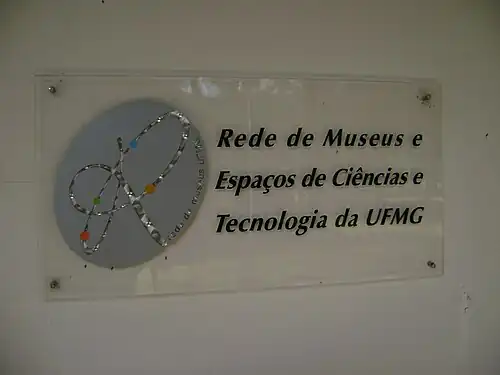 Rede de Museus e
Espaços de Ciências e
Tecnologia da UFMG